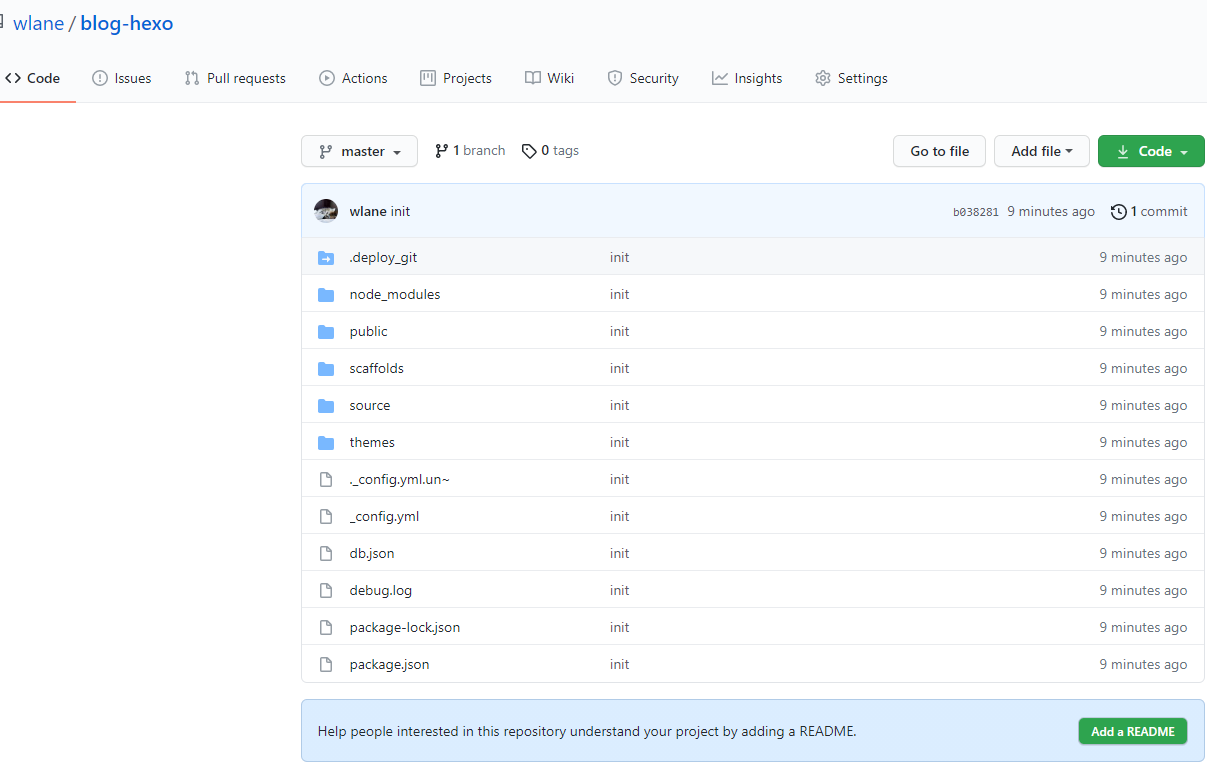 wlane / blog-hexo
Code Issues Pull requests Actions Projects Wiki Security Insights Settings
master 1 branch 0 tags Go to file Add file Code
wlane init b038281 9 minutes ago 1 commit
.deploy_git init 9 minutes ago
node_modules init 9 minutes ago
public init 9 minutes ago
scaffolds init 9 minutes ago
source init 9 minutes ago
themes init 9 minutes ago
._config.yml.un~ init 9 minutes ago
_config.yml init 9 minutes ago
db.json init 9 minutes ago
debug.log init 9 minutes ago
package-lock.json init 9 minutes ago
package.json init 9 minutes ago
Help people interested in this repository understand your project by adding a README. Add a README